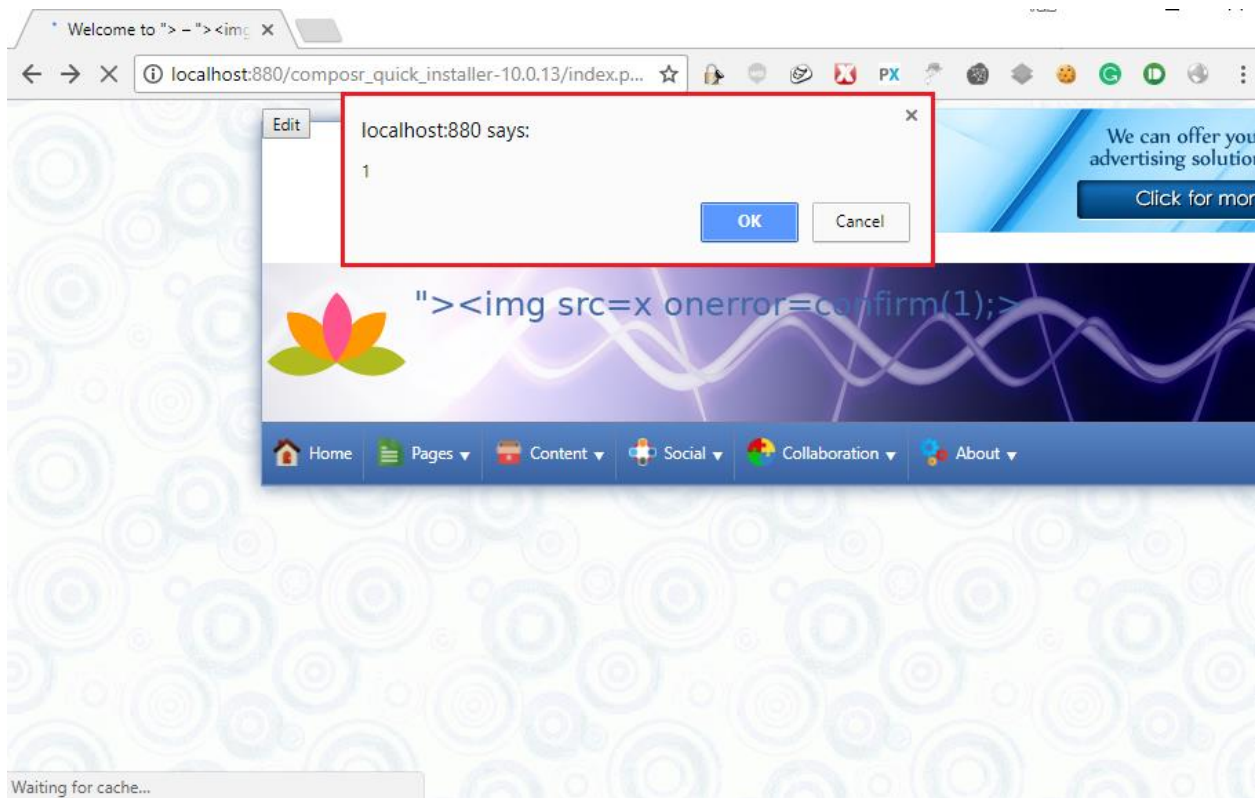 Welcome to "> – "><img
localhost:880/composr_quick_installer-10.0.13/index.p...
PX
G
D
Edit
localhost:880 says:
1
OK
Cancel
We can offer you
advertising solution
Click for mor
"><img src=x onerror=confirm(1);>
Home
Pages
Content
Social
Collaboration
About
Waiting for cache...